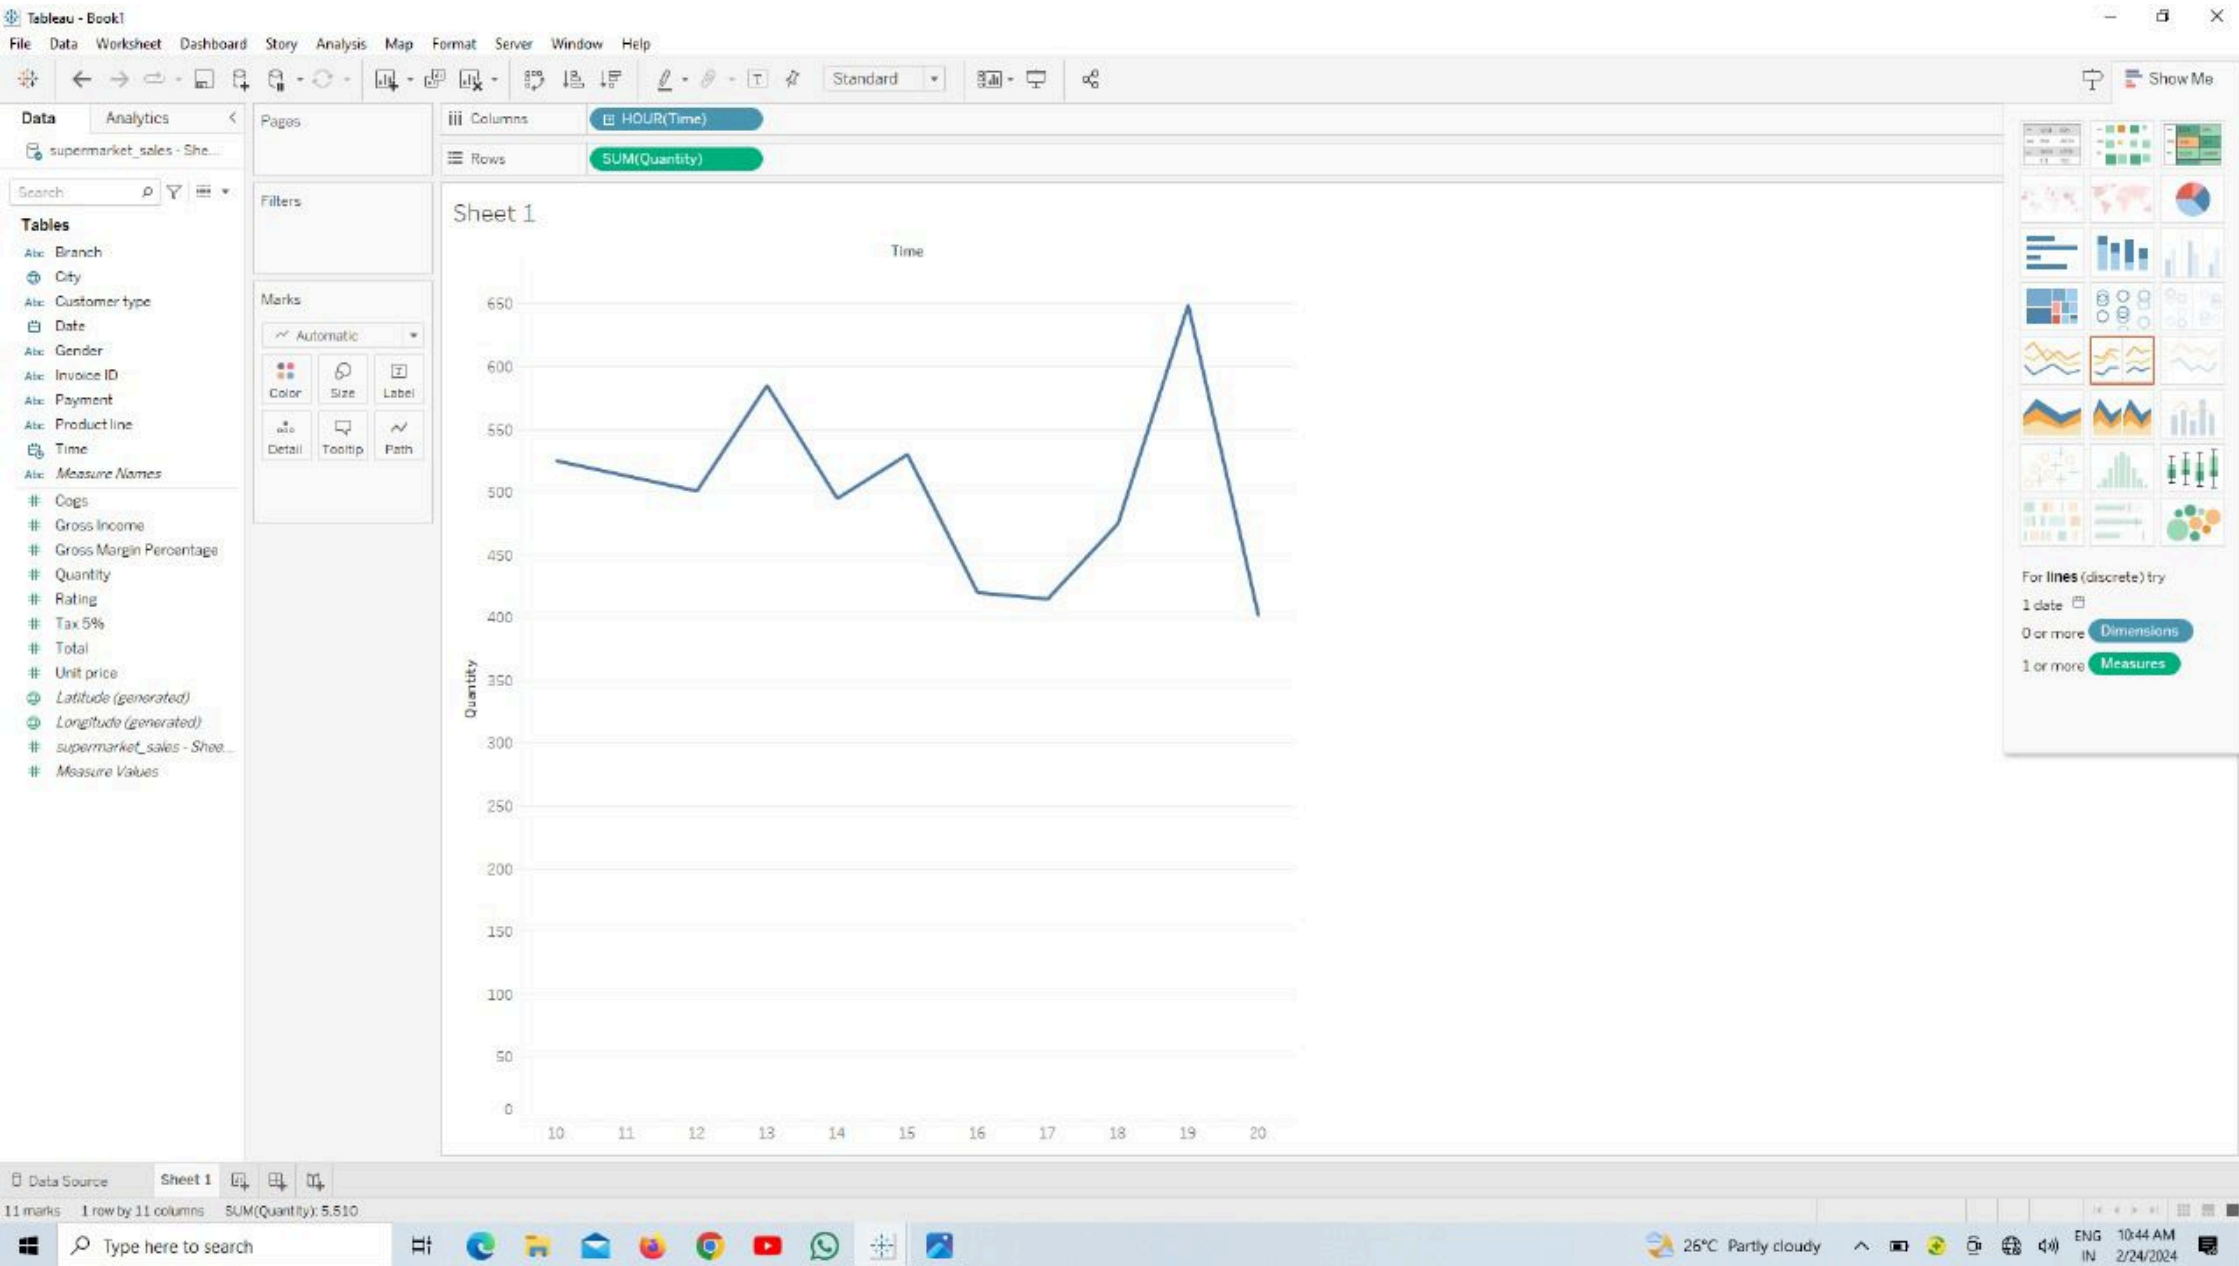 Tableau - Book1
File Data Worksheet Dashboard Story Analysis Map Format Server Window Help
Standard
Show Me
Data Analytics
Pages
Columns
HOUR(Time)
supermarket_sales - She...
Rows
SUM(Quantity)
Search
Filters
Sheet 1
Tables
Time
Abc Branch
City
Abc Customer type
Marks
Date
Automatic
Abc Gender
Abc Invoice ID
Color Size Label
Abc Payment
Abc Product line
Time
Detail Tooltip Path
Abc Measure Names
# Cogs
# Gross Income
# Gross Margin Percentage
# Quantity
# Rating
# Tax 5%
# Total
# Unit price
Latitude (generated)
Longitude (generated)
# supermarket_sales - Shee...
# Measure Values
Quantity
650
600
550
500
450
400
350
300
250
200
150
100
50
0
10 11 12 13 14 15 16 17 18 19 20
For lines (discrete) try
1 date
0 or more Dimensions
1 or more Measures
Data Source
Sheet 1
11 marks 1 row by 11 columns SUM(Quantity): 5,510
Type here to search
26°C Partly cloudy
ENG
IN
10:44 AM
2/24/2024